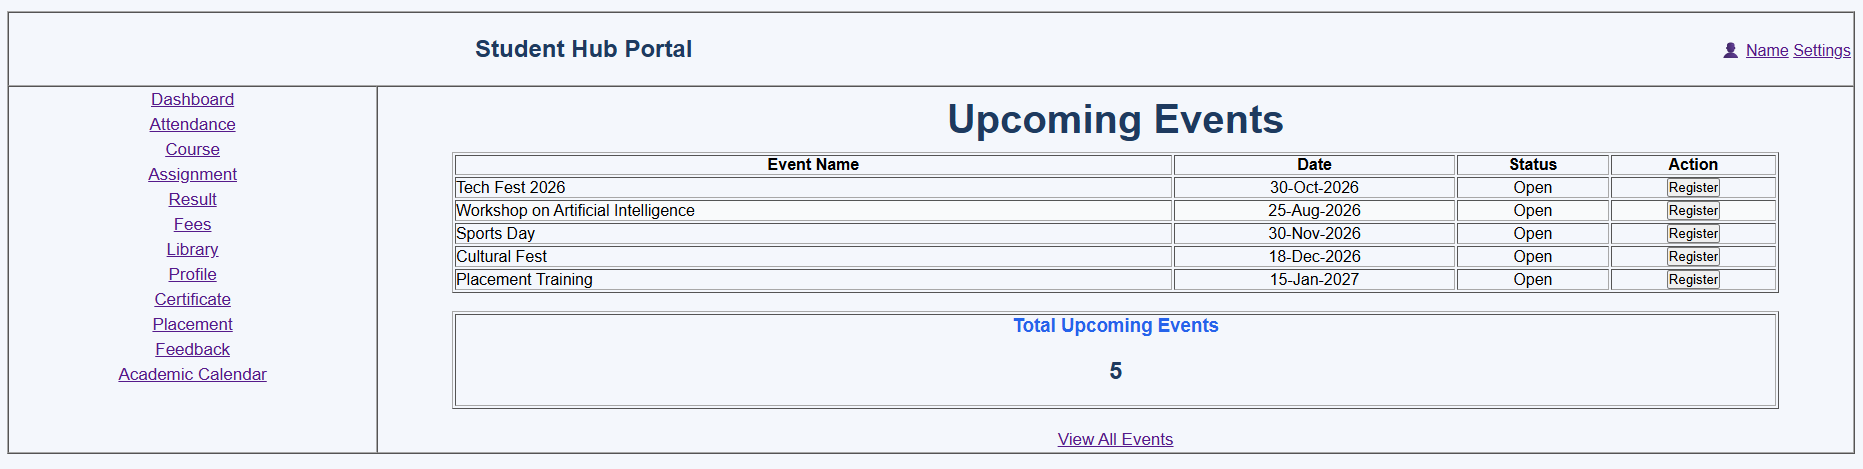 Student Hub Portal
Name Settings
Dashboard
Attendance
Course
Assignment
Result
Fees
Library
Profile
Certificate
Placement
Feedback
Academic Calendar
Upcoming Events
Event Name Date Status Action
Tech Fest 2026 30-Oct-2026 Open Register
Workshop on Artificial Intelligence 25-Aug-2026 Open Register
Sports Day 30-Nov-2026 Open Register
Cultural Fest 18-Dec-2026 Open Register
Placement Training 15-Jan-2027 Open Register
Total Upcoming Events
5
View All Events